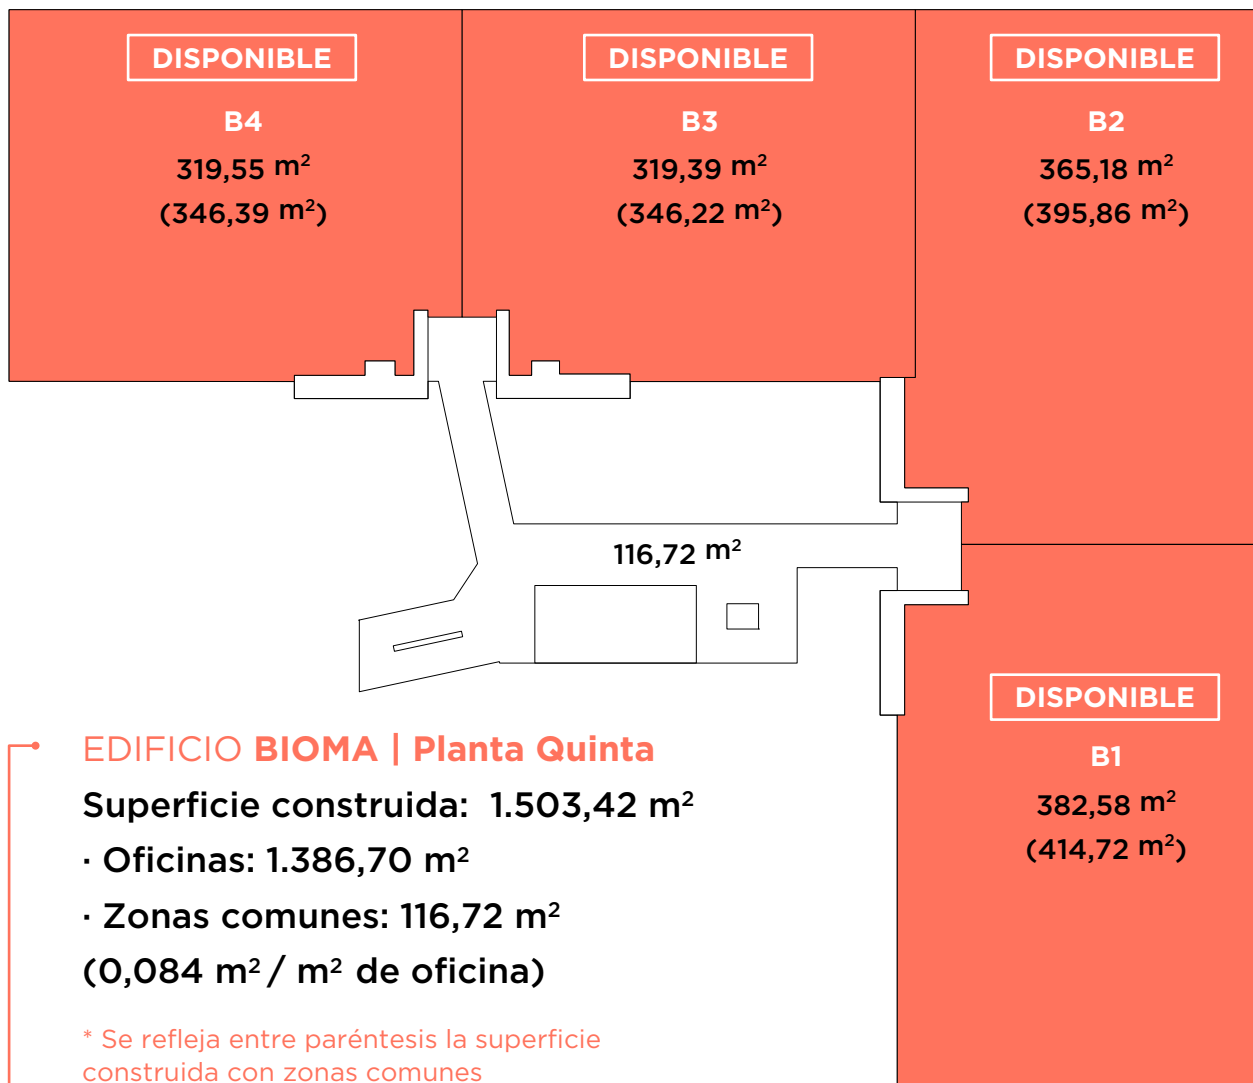 DISPONIBLE
B4
319,55 m²
(346,39 m²)
DISPONIBLE
B3
319,39 m²
(346,22 m²)
DISPONIBLE
B2
365,18 m²
(395,86 m²)
116,72 m²
DISPONIBLE
B1
382,58 m²
(414,72 m²)
EDIFICIO BIOMA | Planta Quinta
Superficie construida: 1.503,42 m²
· Oficinas: 1.386,70 m²
· Zonas comunes: 116,72 m²
(0,084 m² / m² de oficina)
* Se refleja entre paréntesis la superficie
construida con zonas comunes